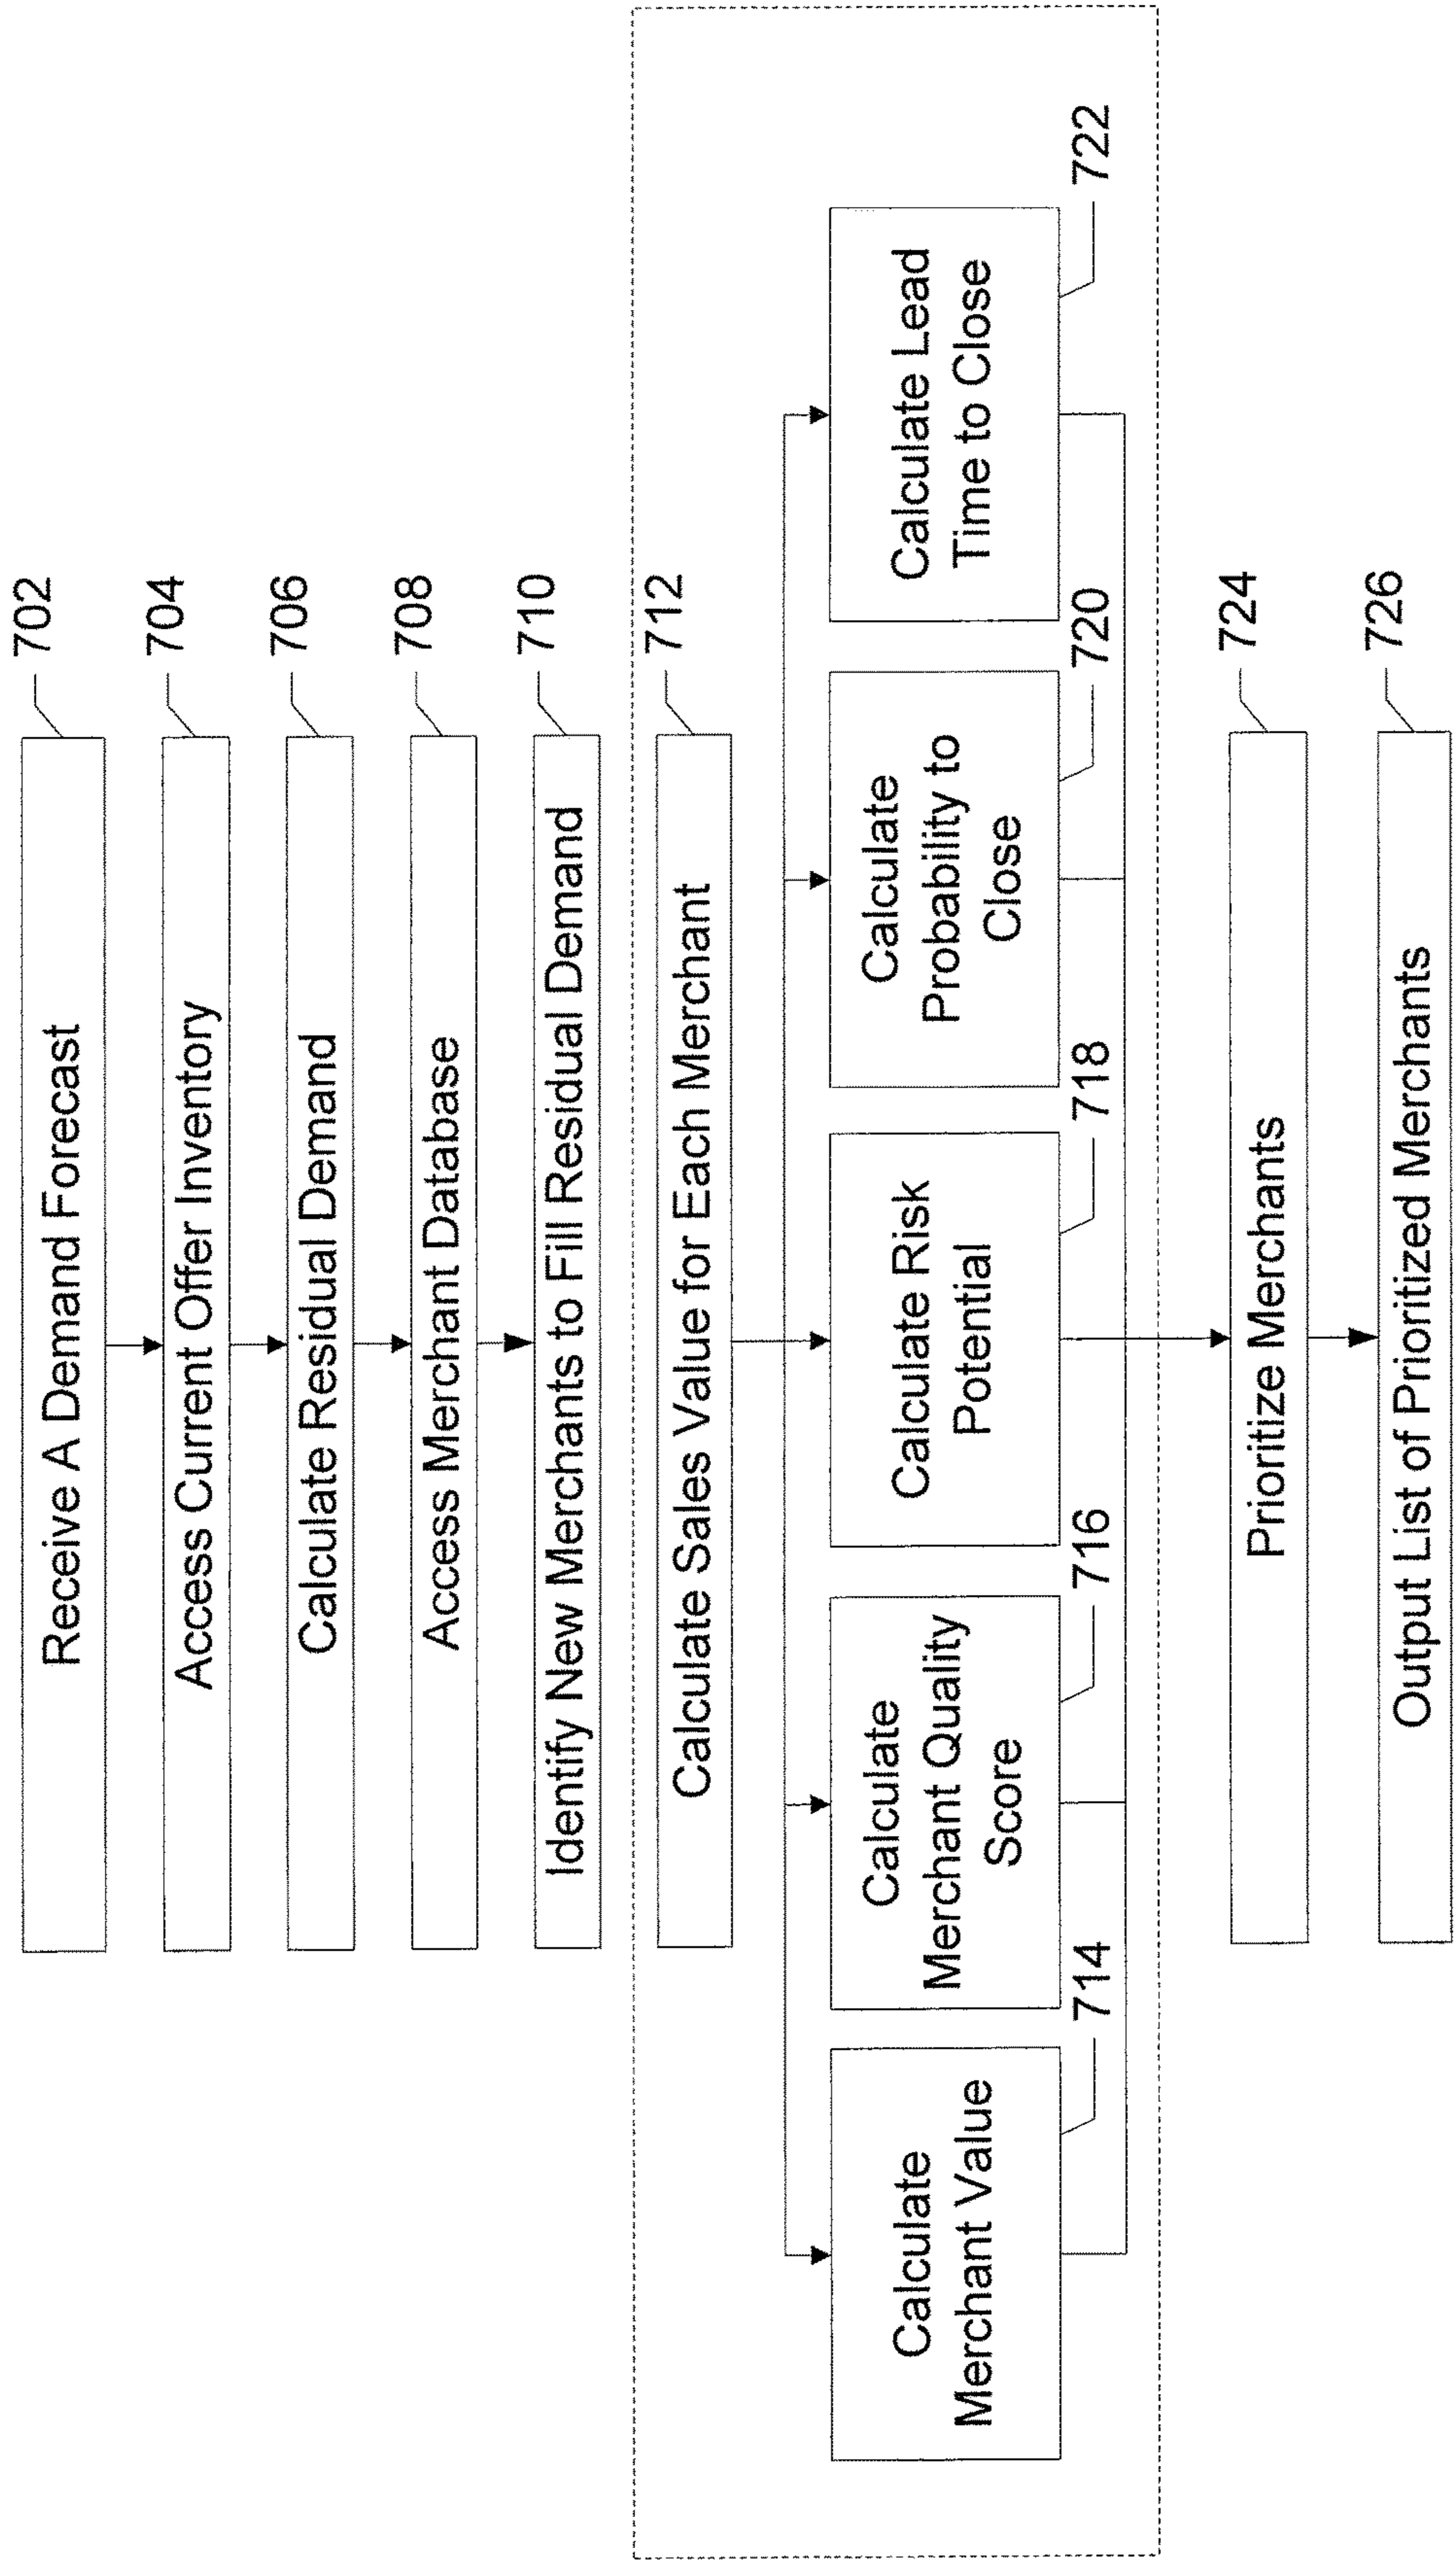 702
Receive A Demand Forecast
704
Access Current Offer Inventory
706
Calculate Residual Demand
708
Access Merchant Database
710
Identify New Merchants to Fill Residual Demand
712
Calculate Sales Value for Each Merchant
Calculate
Merchant Value
714
Calculate
Merchant Quality
Score
716
Calculate Risk
Potential
718
Calculate
Probability to
Close
720
Calculate Lead
Time to Close
722
724
Prioritize Merchants
726
Output List of Prioritized Merchants